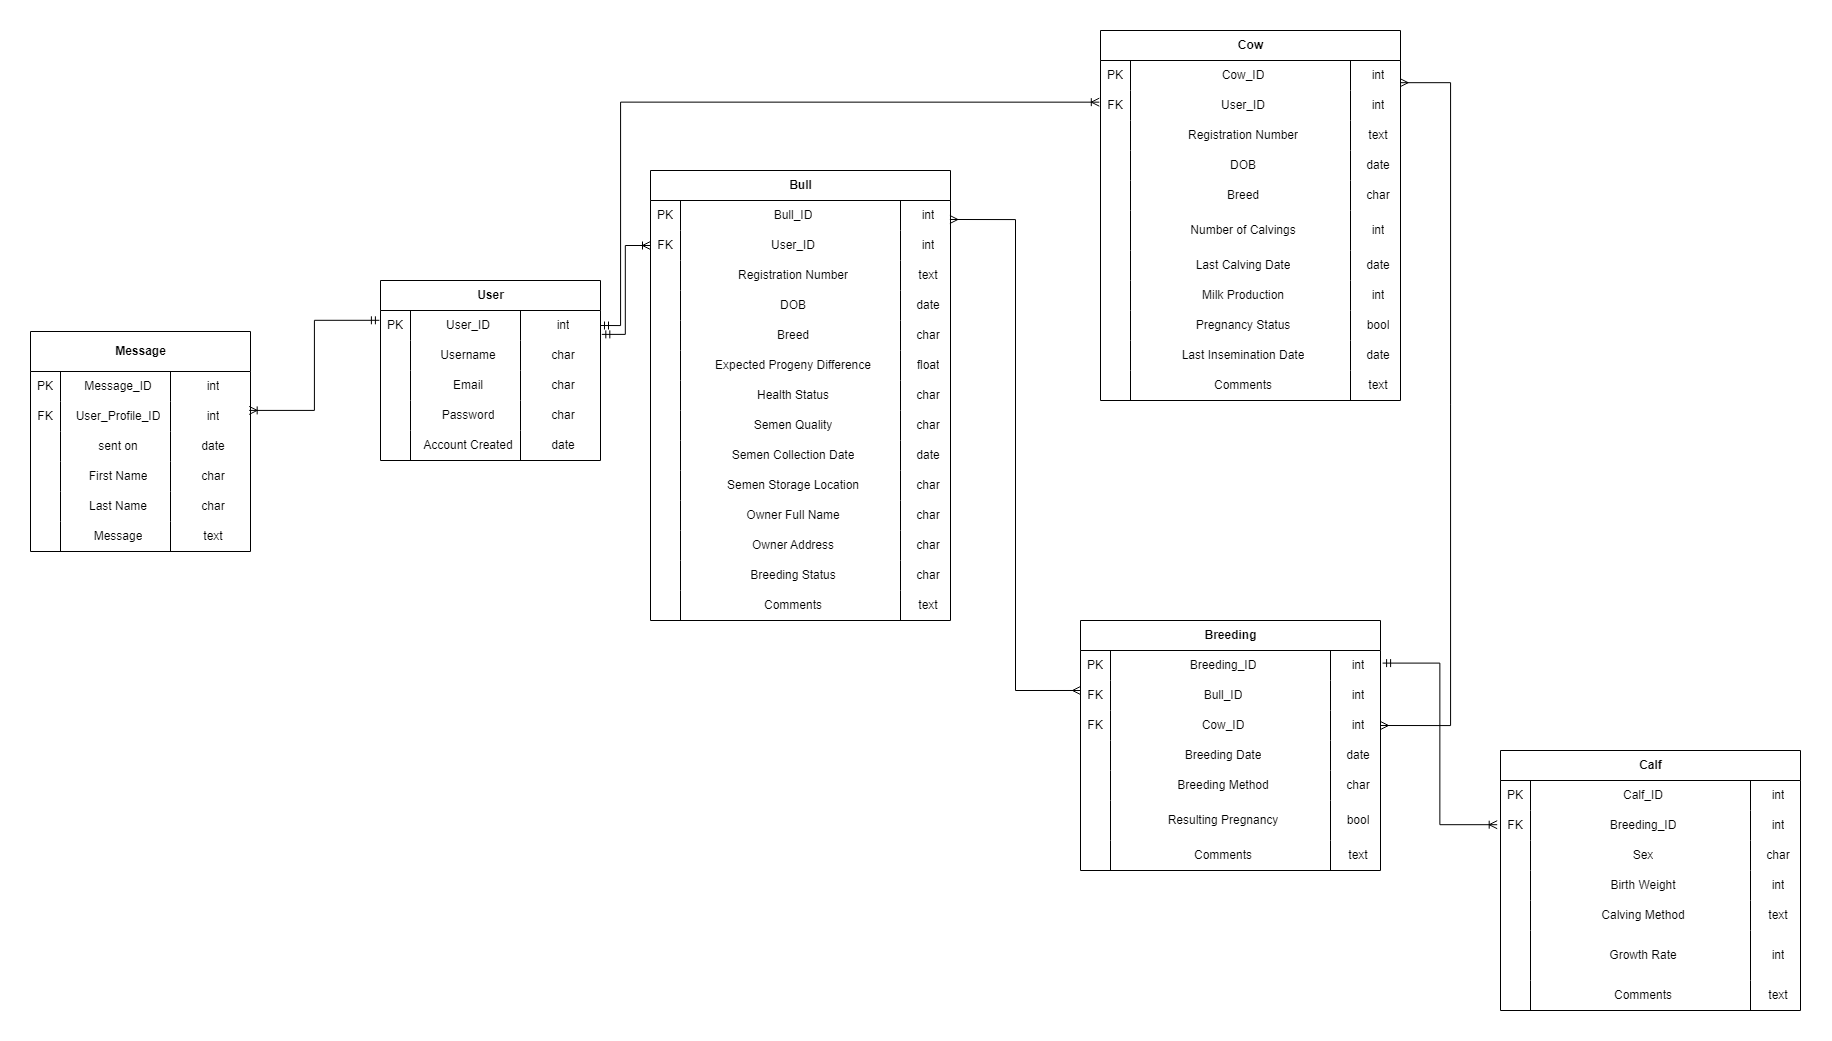 Cow
PK Cow_ID int
FK User_ID int
Registration Number text
DOB date
Breed char
Number of Calvings int
Last Calving Date date
Milk Production int
Pregnancy Status bool
Last Insemination Date date
Comments text
Bull
PK Bull_ID int
FK User_ID int
Registration Number text
DOB date
Breed char
Expected Progeny Difference float
Health Status char
Semen Quality char
Semen Collection Date date
Semen Storage Location char
Owner Full Name char
Owner Address char
Breeding Status char
Comments text
User
PK User_ID int
Username char
Email char
Password char
Account Created date
Message
PK Message_ID int
FK User_Profile_ID int
sent on date
First Name char
Last Name char
Message text
Breeding
PK Breeding_ID int
FK Bull_ID int
FK Cow_ID int
Breeding Date date
Breeding Method char
Resulting Pregnancy bool
Comments text
Calf
PK Calf_ID int
FK Breeding_ID int
Sex char
Birth Weight int
Calving Method text
Growth Rate int
Comments text